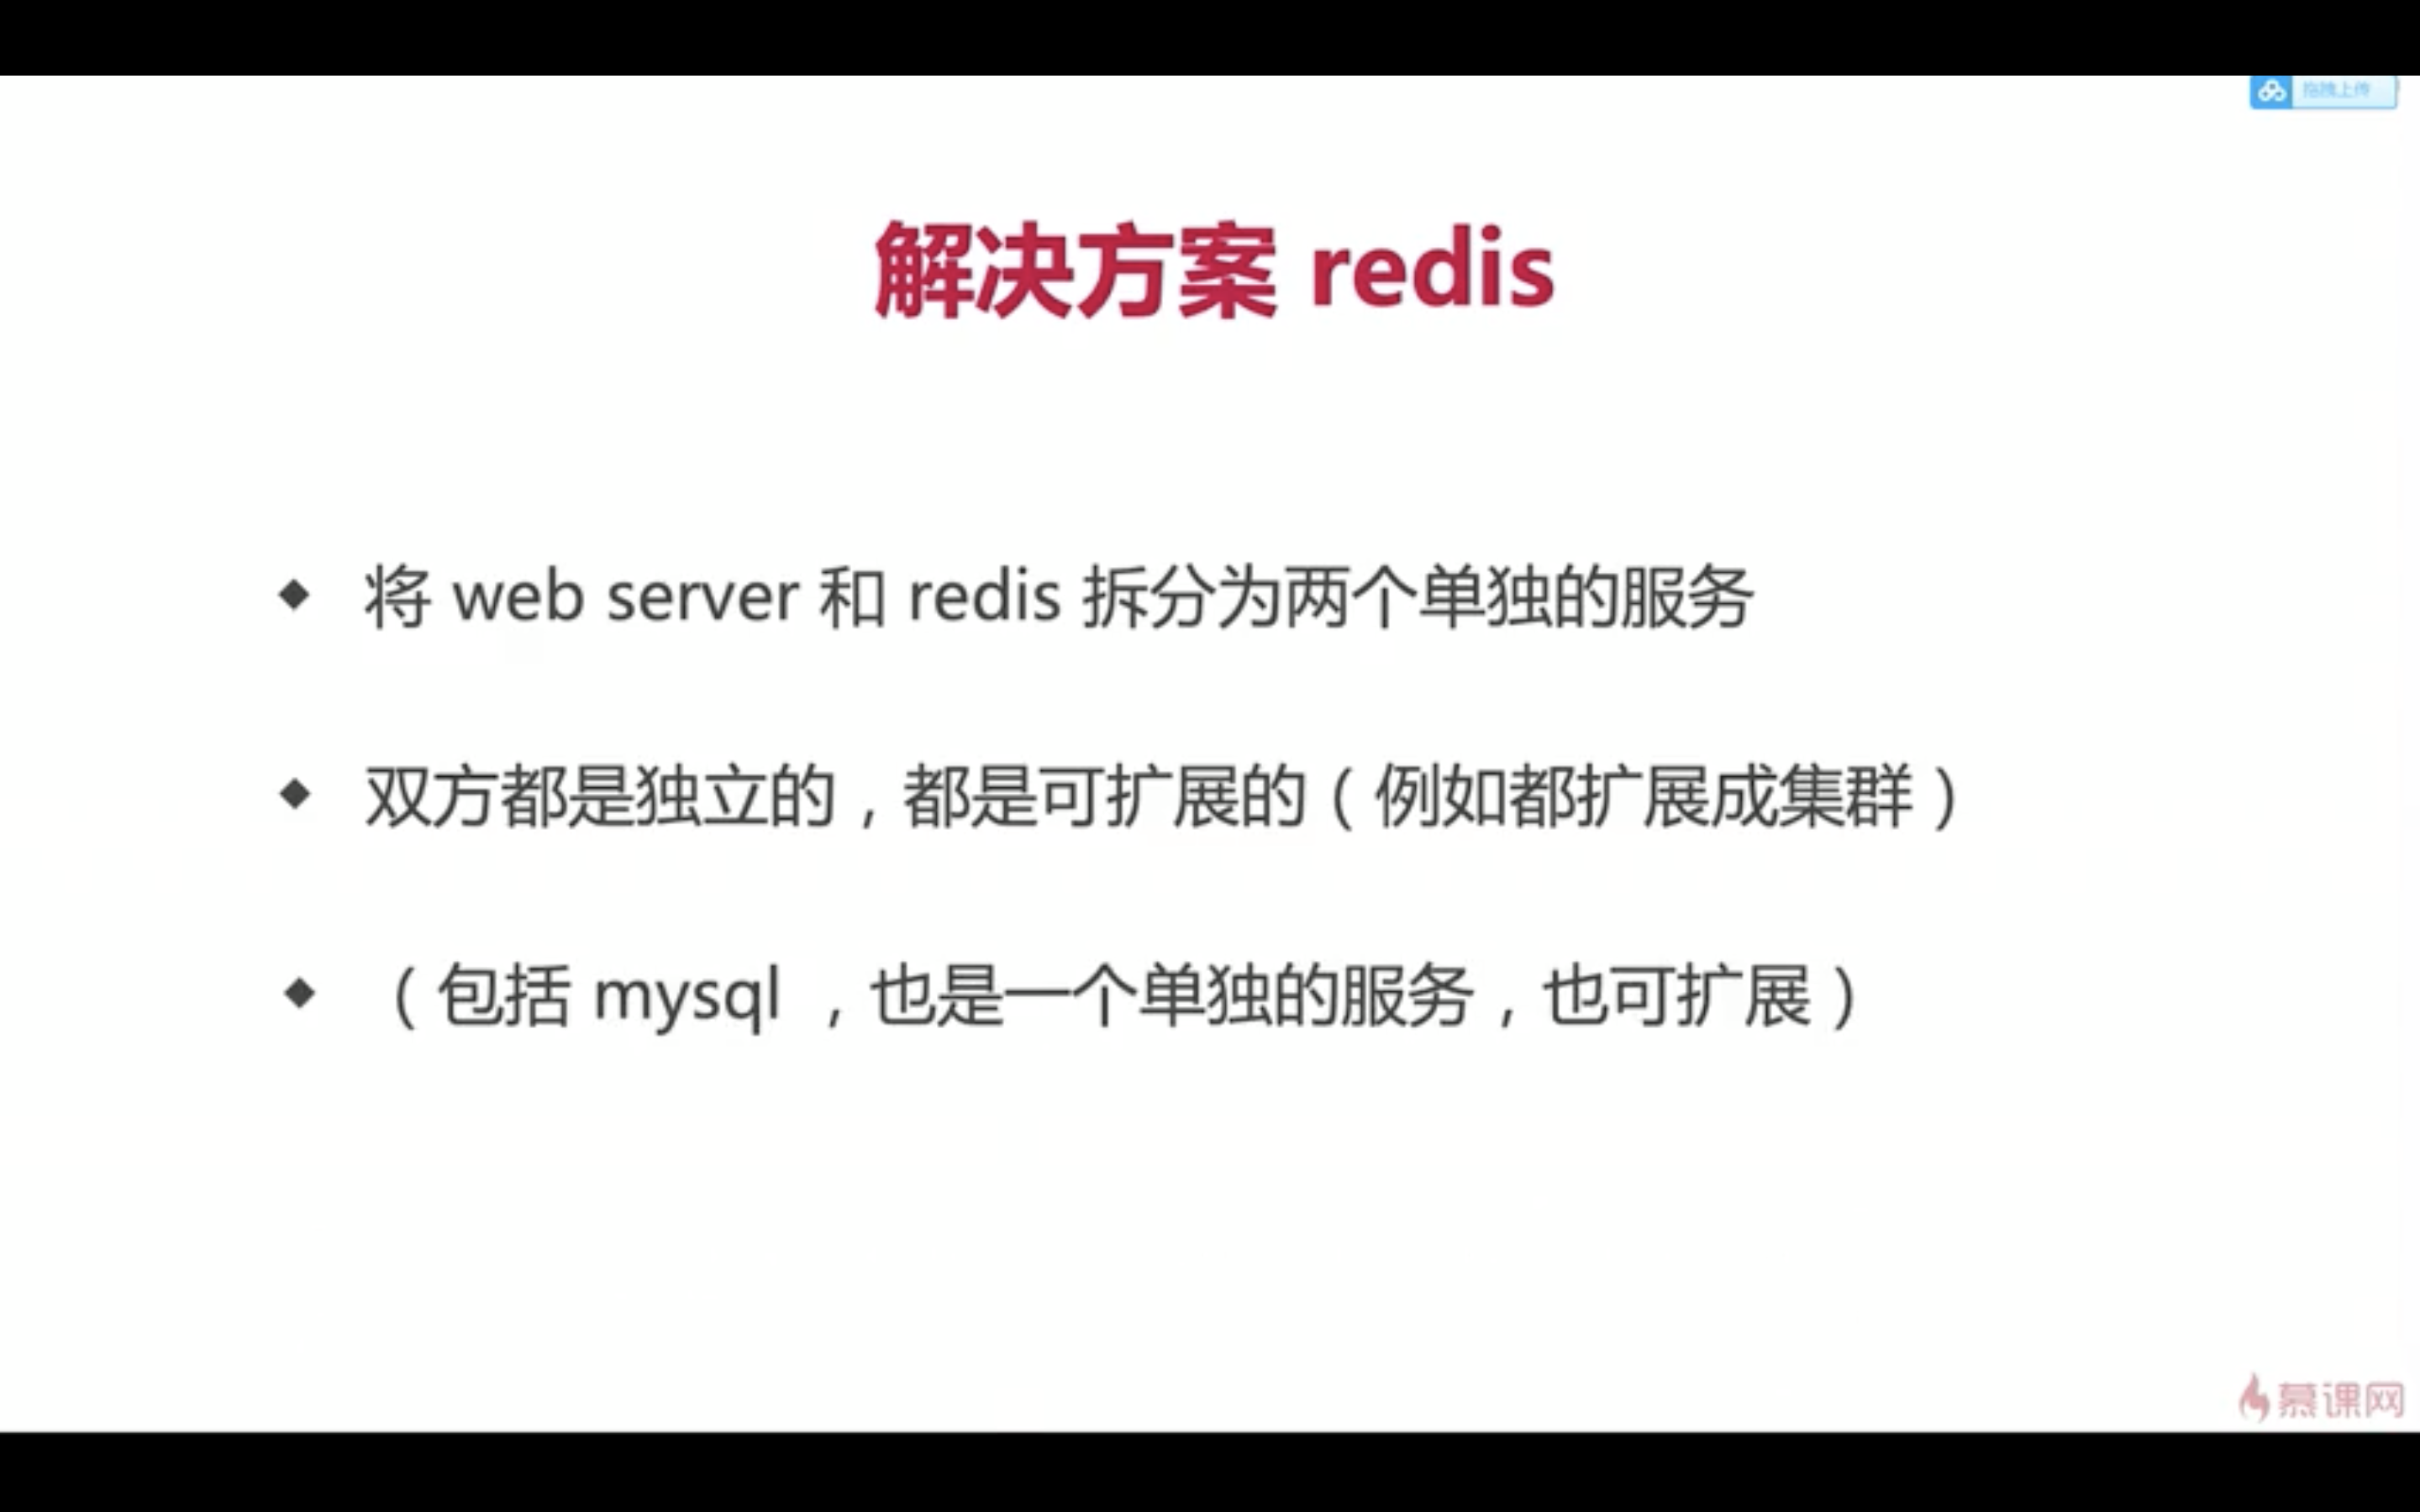 拖拽上传
解决方案 redis
◆ 将 web server 和 redis 拆分为两个单独的服务
◆ 双方都是独立的，都是可扩展的（例如都扩展成集群）
◆ （包括 mysql ，也是一个单独的服务，也可扩展）
慕课网